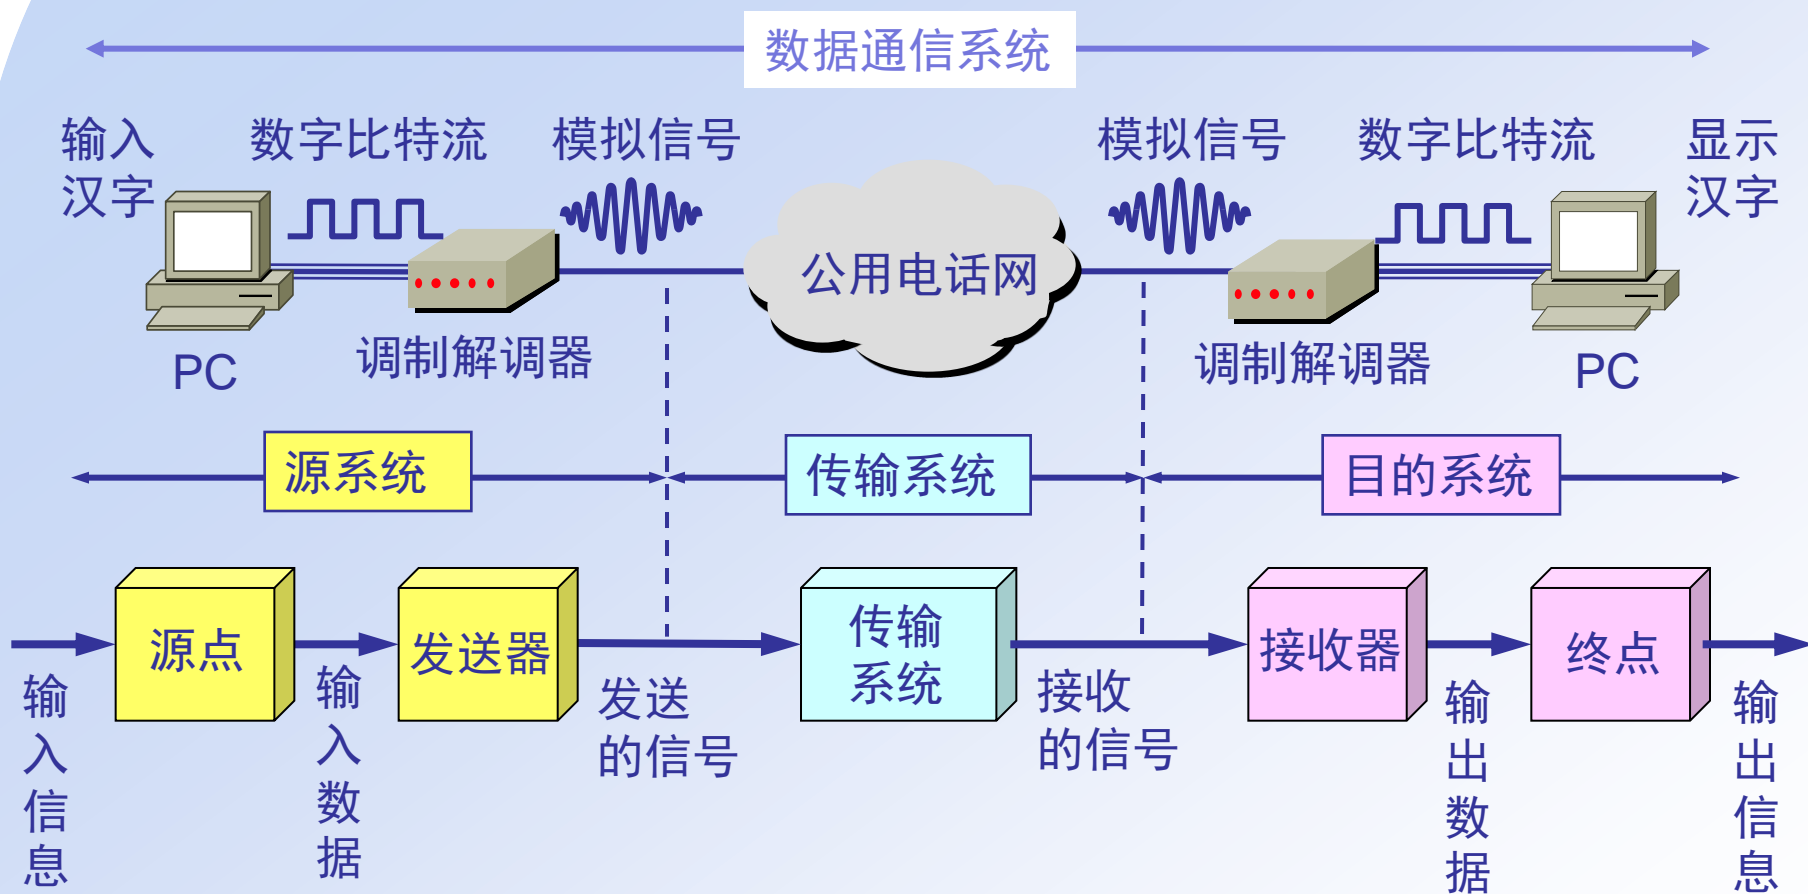 数据通信系统
输入
汉字
数字比特流
模拟信号
模拟信号
数字比特流
显示
汉字
公用电话网
PC
调制解调器
调制解调器
PC
源系统
传输系统
目的系统
源点
发送器
传输
系统
接收器
终点
输入信息
输入数据
发送
的信号
接收
的信号
输出数据
输出信息